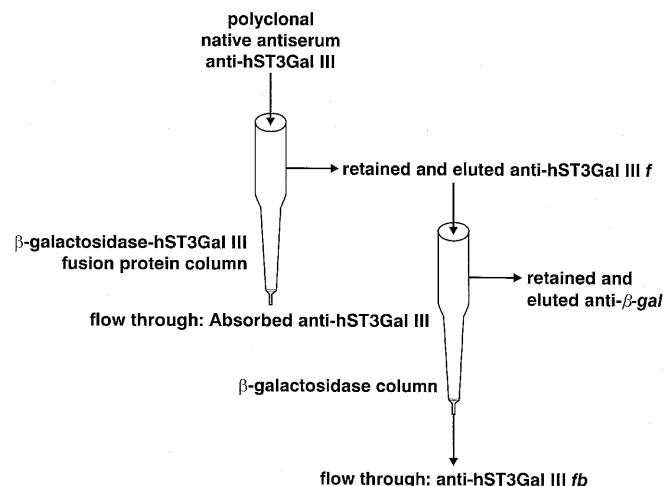 polyclonal
native antiserum
anti-hST3Gal III
retained and eluted anti-hST3Gal III f
β-galactosidase-hST3Gal III
fusion protein column
flow through: Absorbed anti-hST3Gal III
retained and
eluted anti-β-gal
β-galactosidase column
flow through: anti-hST3Gal III fb